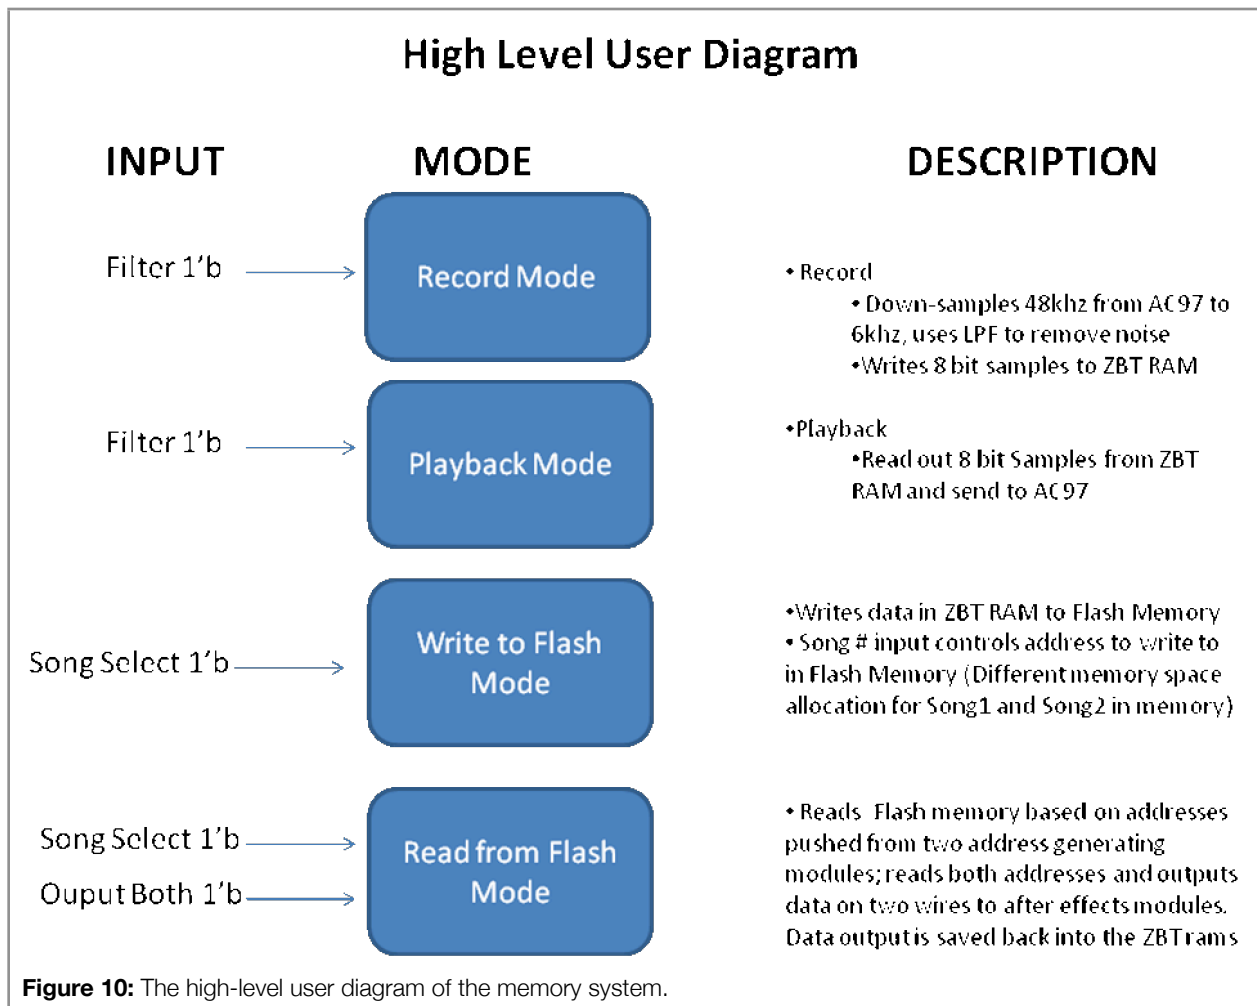 High Level User Diagram
INPUT
MODE
DESCRIPTION
Filter 1'b
Record Mode
• Record
• Down-samples 48khz from AC97 to
6khz, uses LPF to remove noise
•Writes 8 bit samples to ZBT RAM
Filter 1'b
Playback Mode
•Playback
•Read out 8 bit Samples from ZBT
RAM and send to AC97
Song Select 1'b
Write to Flash
Mode
•Writes data in ZBT RAM to Flash Memory
• Song # input controls address to write to
in Flash Memory (Different memory space
allocation for Song1 and Song2 in memory)
Song Select 1'b
Ouput Both 1'b
Read from Flash
Mode
• Reads Flash memory based on addresses
pushed from two address generating
modules; reads both addresses and outputs
data on two wires to after effects modules.
Data output is saved back into the ZBT rams
Figure 10: The high-level user diagram of the memory system.